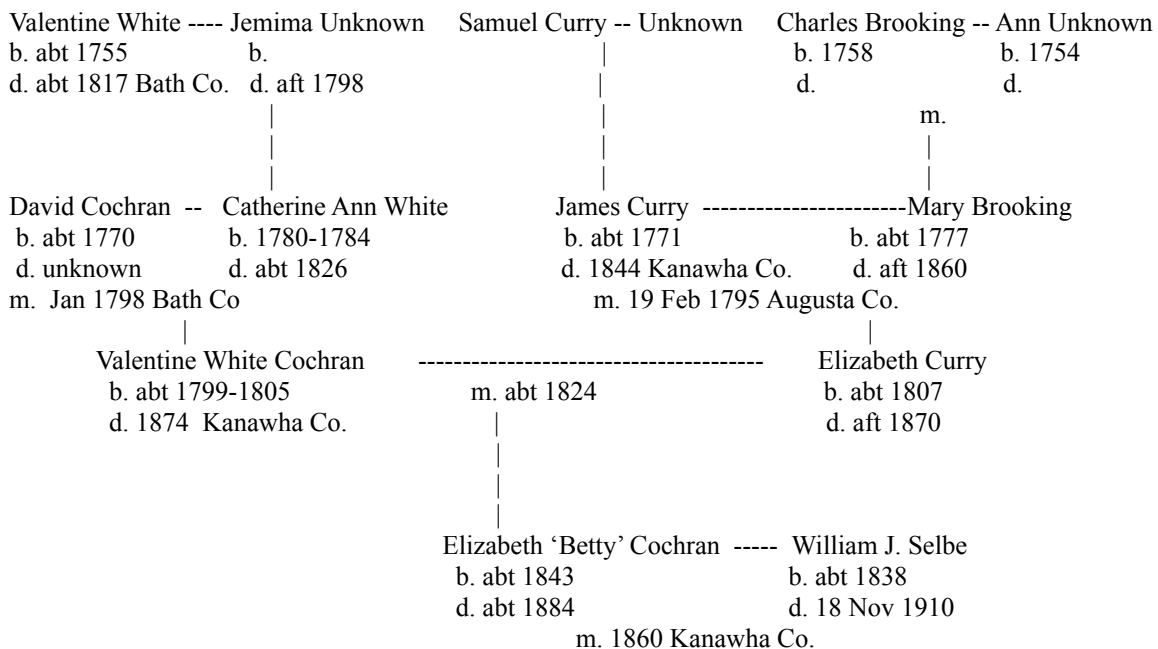 Valentine White ---- Jemima Unknown Samuel Curry -- Unknown Charles Brooking -- Ann Unknown
b. abt 1755 b. | b. 1758 b. 1754
d. abt 1817 Bath Co. d. aft 1798 | d. d.
| | m.
| | |
| | |
David Cochran -- Catherine Ann White James Curry -----------------------Mary Brooking
b. abt 1770 b. 1780-1784 b. abt 1771 b. abt 1777
d. unknown d. abt 1826 d. 1844 Kanawha Co. d. aft 1860
m. Jan 1798 Bath Co m. 19 Feb 1795 Augusta Co.
| |
Valentine White Cochran --------------------------------------- Elizabeth Curry
b. abt 1799-1805 m. abt 1824 b. abt 1807
d. 1874 Kanawha Co. | d. aft 1870
|
|
|
Elizabeth ‘Betty’ Cochran ----- William J. Selbe
b. abt 1843 b. abt 1838
d. abt 1884 d. 18 Nov 1910
m. 1860 Kanawha Co.